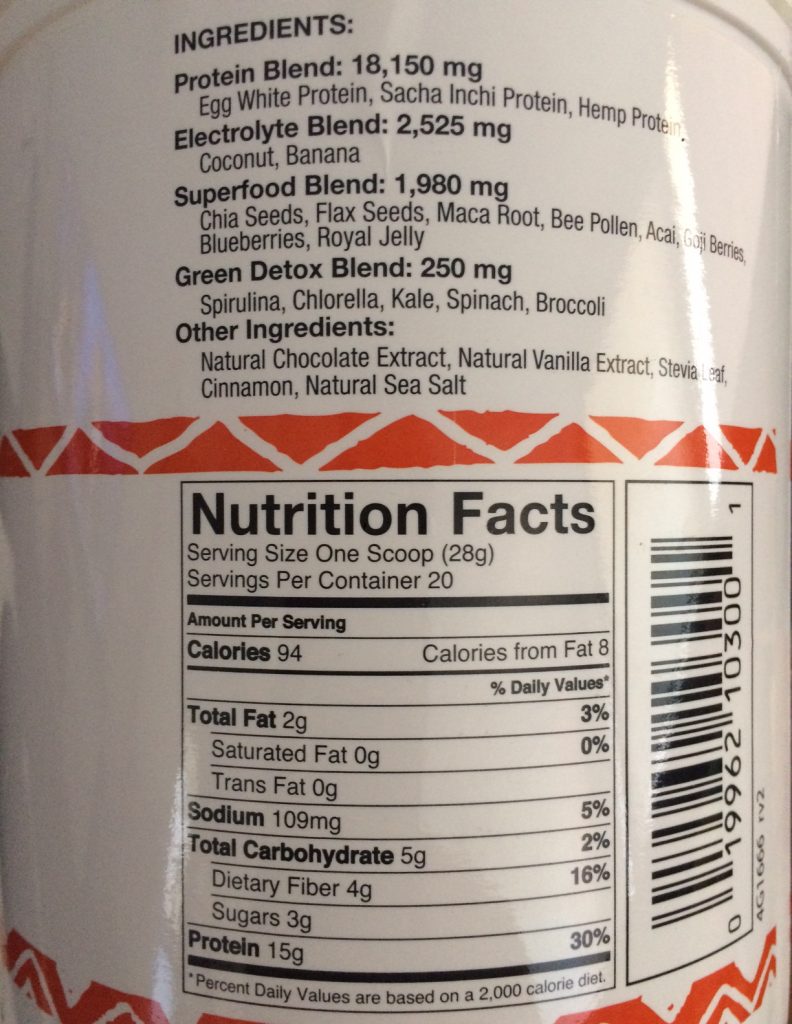 INGREDIENTS:
Protein Blend: 18,150 mg
Egg White Protein, Sacha Inchi Protein, Hemp Protein,
Electrolyte Blend: 2,525 mg
Coconut, Banana
Superfood Blend: 1,980 mg
Chia Seeds, Flax Seeds, Maca Root, Bee Pollen, Acai, Goji Berries,
Blueberries, Royal Jelly
Green Detox Blend: 250 mg
Spirulina, Chlorella, Kale, Spinach, Broccoli
Other Ingredients:
Natural Chocolate Extract, Natural Vanilla Extract, Stevia Leaf,
Cinnamon, Natural Sea Salt
Nutrition Facts
Serving Size One Scoop (28g)
Servings Per Container 20
Amount Per Serving
Calories 94 Calories from Fat 8
% Daily Values*
Total Fat 2g 3%
Saturated Fat 0g 0%
Trans Fat 0g
Sodium 109mg 5%
Total Carbohydrate 5g 2%
Dietary Fiber 4g 16%
Sugars 3g
Protein 15g 30%
*Percent Daily Values are based on a 2,000 calorie diet.
0 19962 10300 1
4G1666 rv2